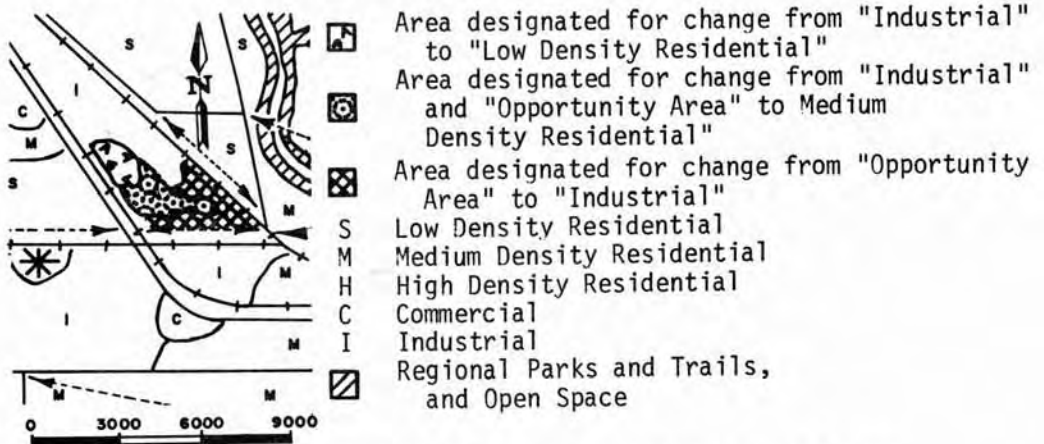 S
S
N
I
C
M
S
S
M
I
M
I
C
M
M
M
0 3000 6000 9000
Area designated for change from "Industrial"
to "Low Density Residential"
Area designated for change from "Industrial"
and "Opportunity Area" to Medium
Density Residential"
Area designated for change from "Opportunity
Area" to "Industrial"
S Low Density Residential
M Medium Density Residential
H High Density Residential
C Commercial
I Industrial
Regional Parks and Trails,
and Open Space